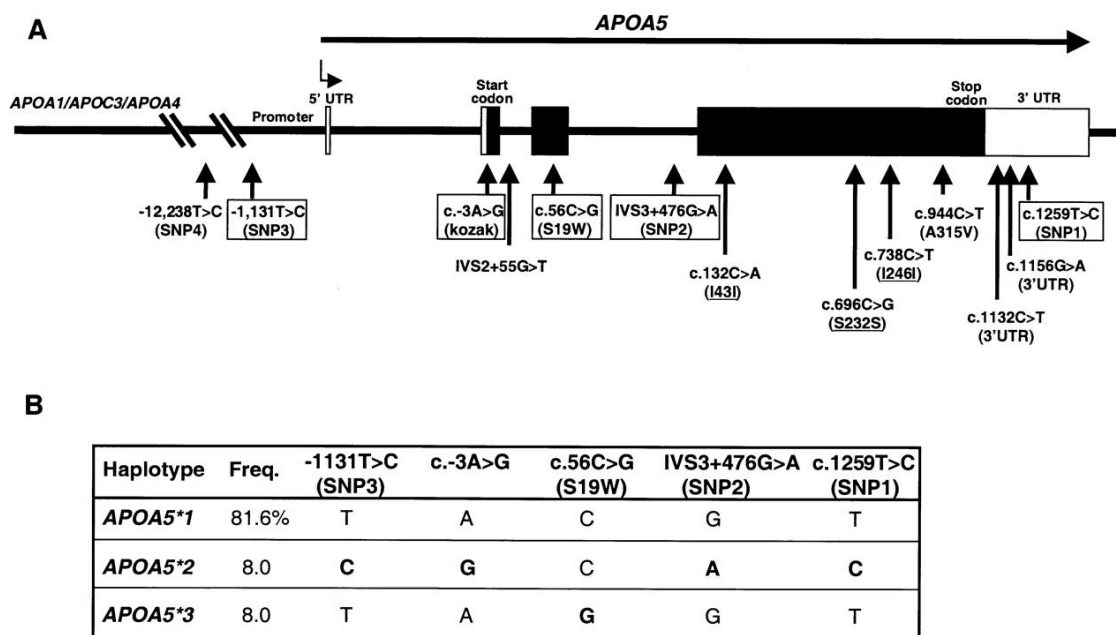 A
APOA5
APOA1/APOC3/APOA4
Promoter
5' UTR
Start
codon
Stop
codon
3' UTR
-12,238T>C
(SNP4)
-1,131T>C
(SNP3)
c.-3A>G
(kozak)
IVS2+55G>T
c.56C>G
(S19W)
IVS3+476G>A
(SNP2)
c.132C>A
(I43I)
c.696C>G
(S232S)
c.738C>T
(I246I)
c.944C>T
(A315V)
c.1132C>T
(3'UTR)
c.1156G>A
(3'UTR)
c.1259T>C
(SNP1)
B
Haplotype Freq. -1131T>C c.-3A>G c.56C>G IVS3+476G>A c.1259T>C
(SNP3) (S19W) (SNP2) (SNP1)
APOA5*1 81.6% T A C G T
APOA5*2 8.0 C G C A C
APOA5*3 8.0 T A G G T